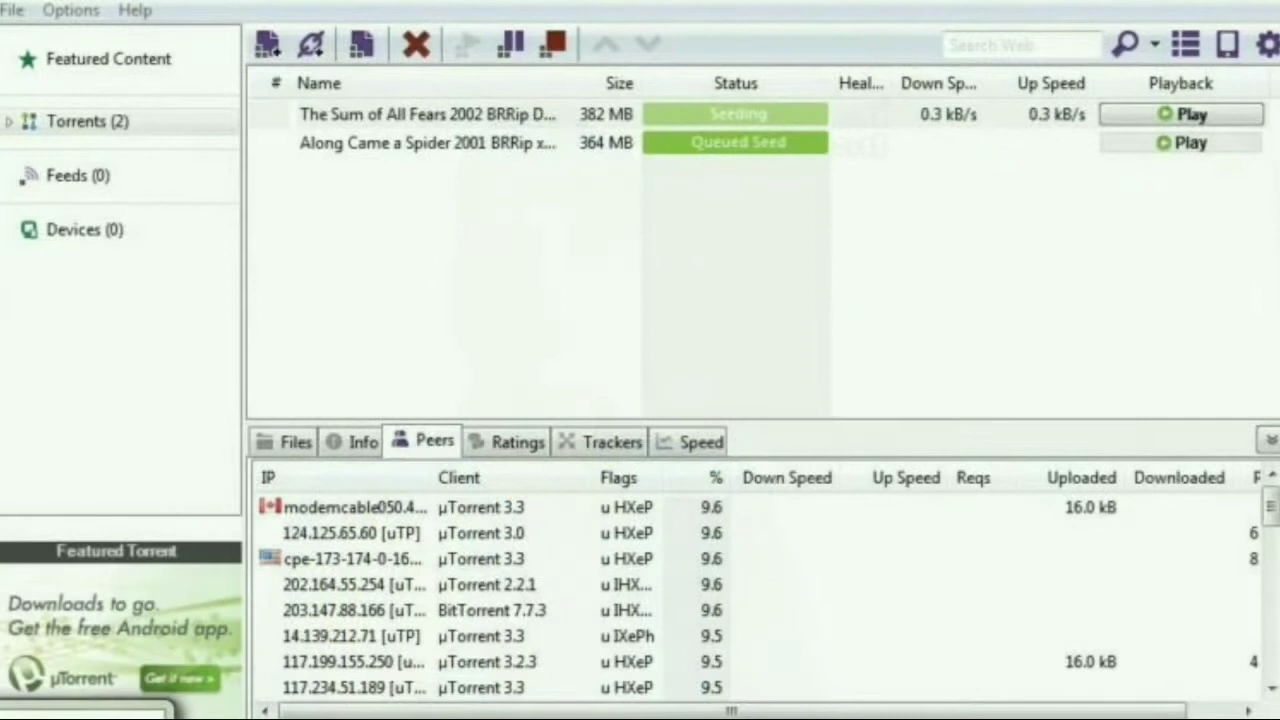 File Options Help
Featured Content
Torrents (2)
Feeds (0)
Devices (0)
Search Web
# Name Size Status Heal... Down Sp... Up Speed Playback
The Sum of All Fears 2002 BRRip D... 382 MB Seeding 0.3 kB/s 0.3 kB/s Play
Along Came a Spider 2001 BRRip x... 364 MB Queued Seed Play
Files Info Peers Ratings Trackers Speed
IP Client Flags % Down Speed Up Speed Reqs Uploaded Downloaded P
modemcable050.4... µTorrent 3.3 u HXeP 9.6 16.0 kB
124.125.65.60 [uTP] µTorrent 3.0 u HXeP 9.6 6
cpe-173-174-0-16... µTorrent 3.3 u HXeP 9.6 8
202.164.55.254 [uT... µTorrent 2.2.1 u IHX... 9.6
203.147.88.166 [uT... BitTorrent 7.7.3 u IHX... 9.6
14.139.212.71 [uTP] µTorrent 3.3 u IXePh 9.5
117.199.155.250 [u... µTorrent 3.2.3 u HXeP 9.5 16.0 kB 4
117.234.51.189 [uT... µTorrent 3.3 u HXeP 9.5
Featured Torrent
Downloads to go.
Get the free Android app.
µTorrent Get it now »